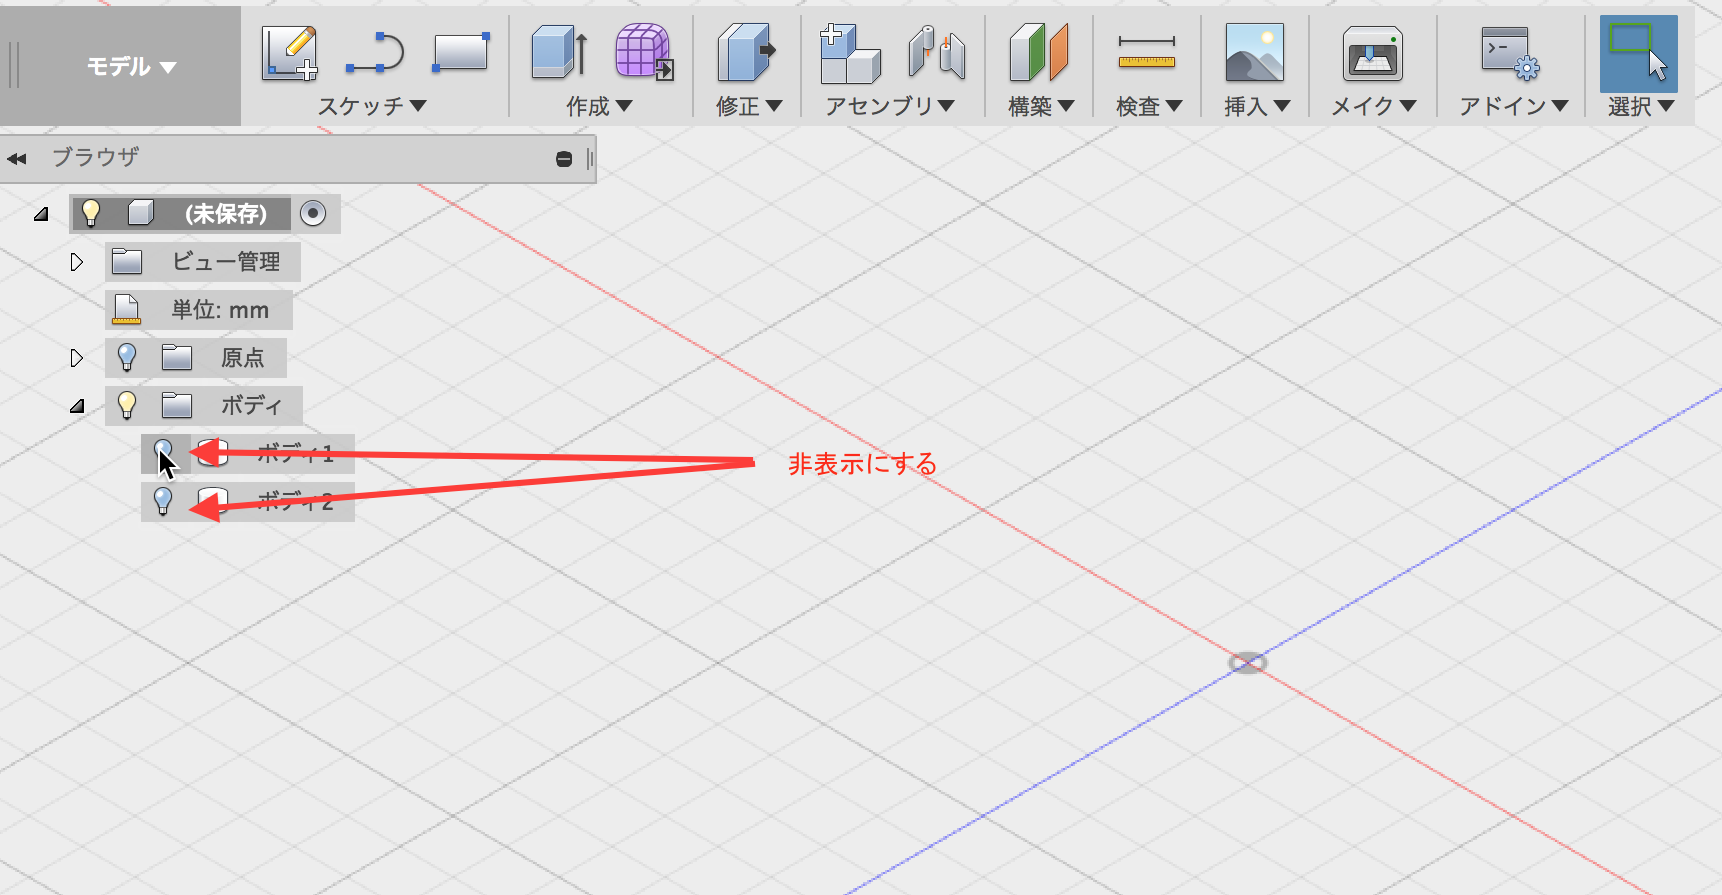 モデル
スケッチ
作成
修正
アセンブリ
構築
検査
挿入
メイク
アドイン
選択
ブラウザ
(未保存)
ビュー管理
単位: mm
原点
ボディ
ボディ1
ボディ2
非表示にする